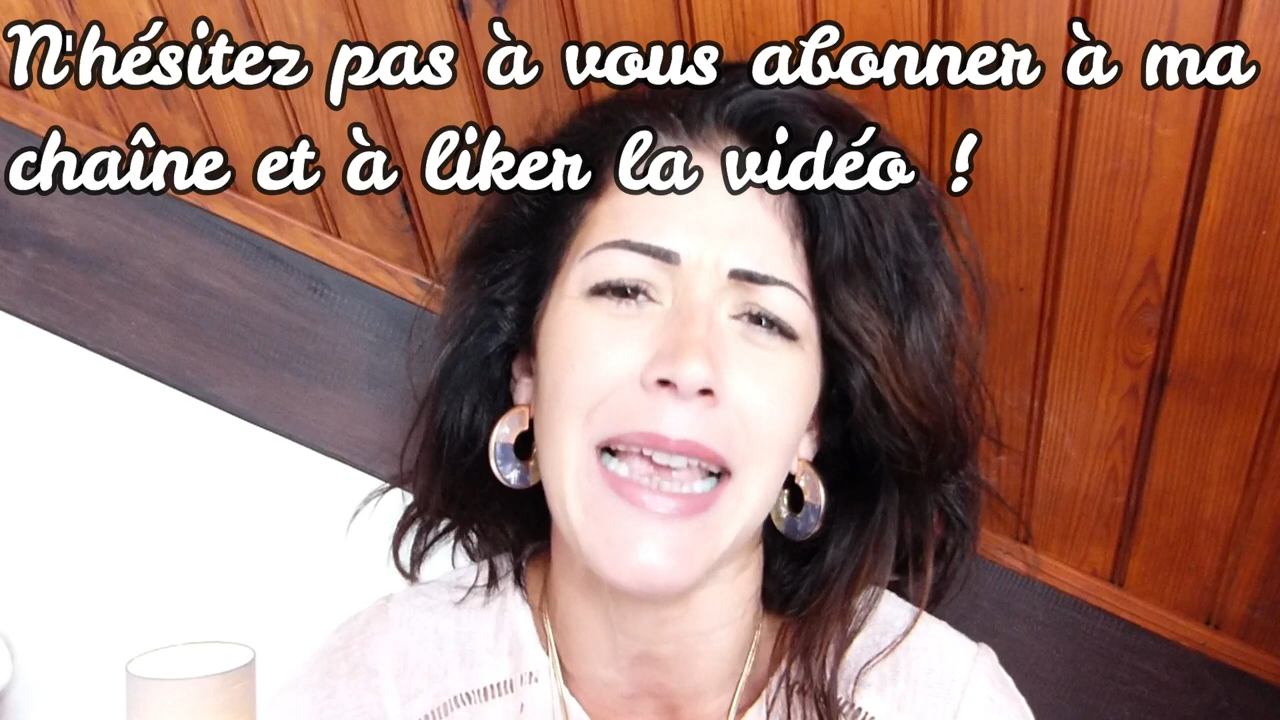 N'hésitez pas à vous abonner à ma
chaîne et à liker la vidéo !